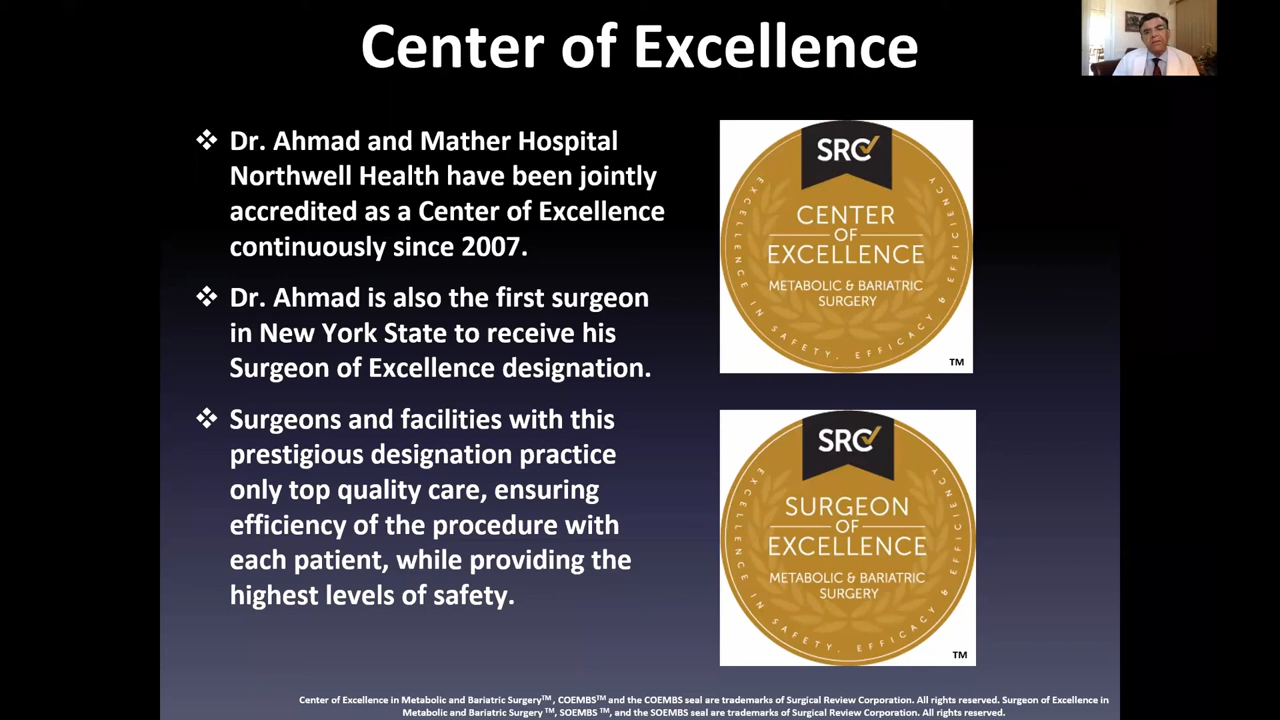 Center of Excellence
❖ Dr. Ahmad and Mather Hospital
Northwell Health have been jointly
accredited as a Center of Excellence
continuously since 2007.
❖ Dr. Ahmad is also the first surgeon
in New York State to receive his
Surgeon of Excellence designation.
❖ Surgeons and facilities with this
prestigious designation practice
only top quality care, ensuring
efficiency of the procedure with
each patient, while providing the
highest levels of safety.
SRC
CENTER
OF
EXCELLENCE
METABOLIC & BARIATRIC
SURGERY
EXCELLENCE IN SAFETY, EFFICACY & EFFICIENCY
TM
SRC
SURGEON
OF
EXCELLENCE
METABOLIC & BARIATRIC
SURGERY
EXCELLENCE IN SAFETY, EFFICACY & EFFICIENCY
TM
Center of Excellence in Metabolic and Bariatric Surgery™, COEMBS™ and the COEMBS seal are trademarks of Surgical Review Corporation. All rights reserved. Surgeon of Excellence in
Metabolic and Bariatric Surgery ™, SOEMBS ™, and the SOEMBS seal are trademarks of Surgical Review Corporation. All rights reserved.